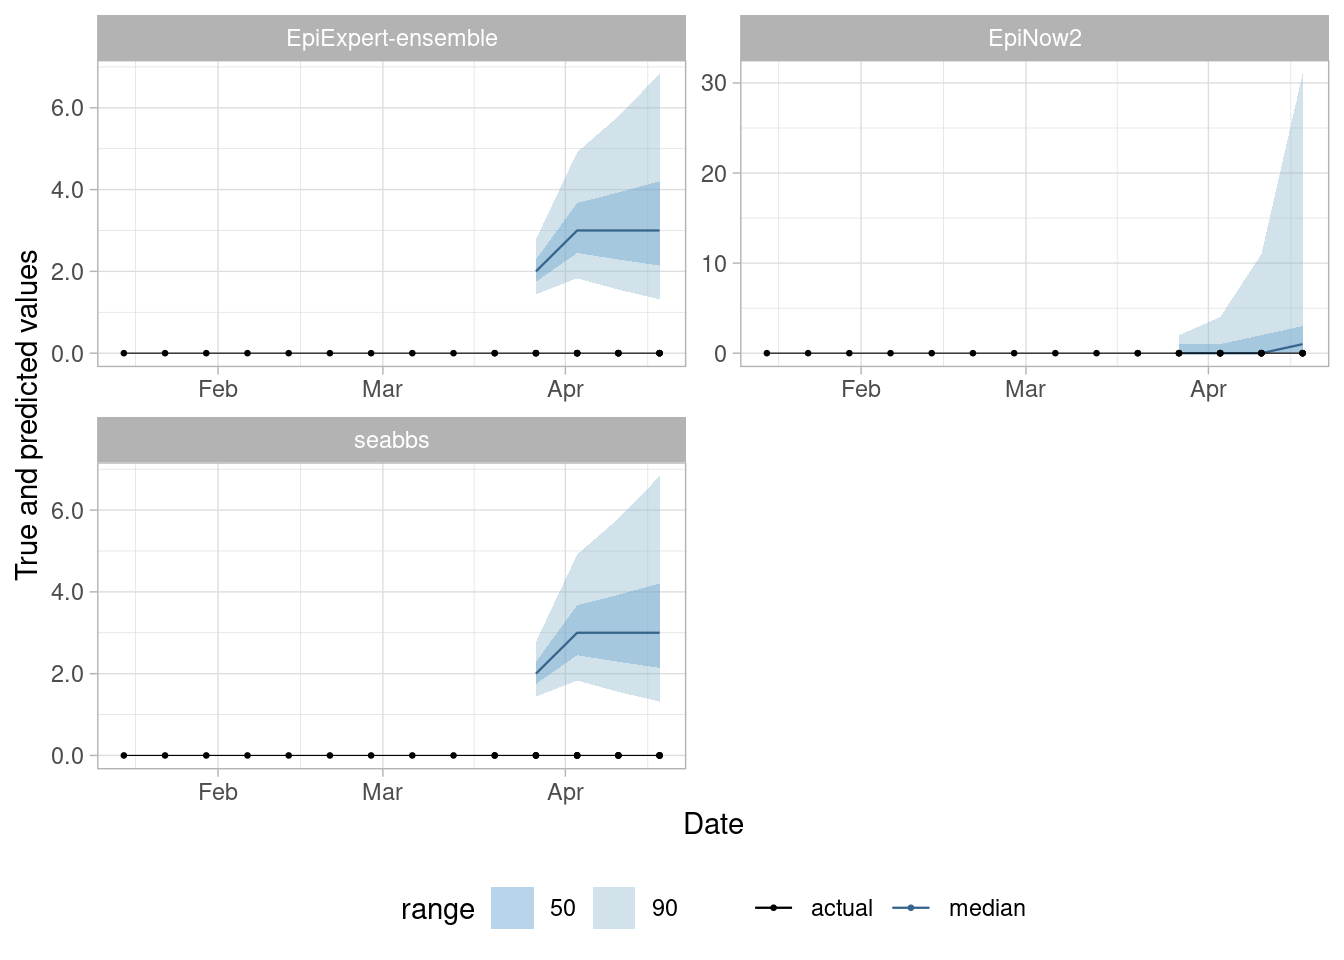 EpiExpert-ensemble
EpiNow2
6.0
4.0
2.0
0.0
30
20
10
0
Feb Mar Apr
Feb Mar Apr
seabbs
6.0
4.0
2.0
0.0
Feb Mar Apr
True and predicted values
Date
range 50 90 actual median